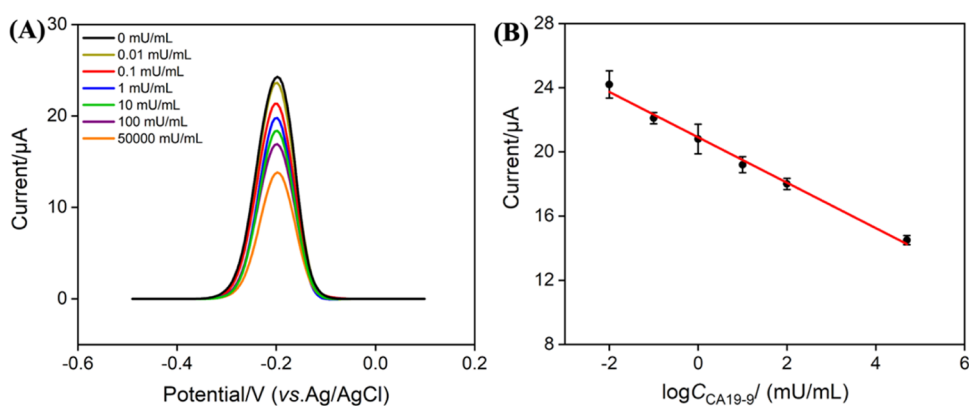 (A)
30
20
10
0
Current/μA
0 mU/mL
0.01 mU/mL
0.1 mU/mL
1 mU/mL
10 mU/mL
100 mU/mL
50000 mU/mL
-0.6 -0.4 -0.2 0.0 0.2
Potential/V (vs.Ag/AgCl)
(B)
28
24
20
16
12
8
Current/μA
-2 0 2 4 6
logCCA19-9/ (mU/mL)